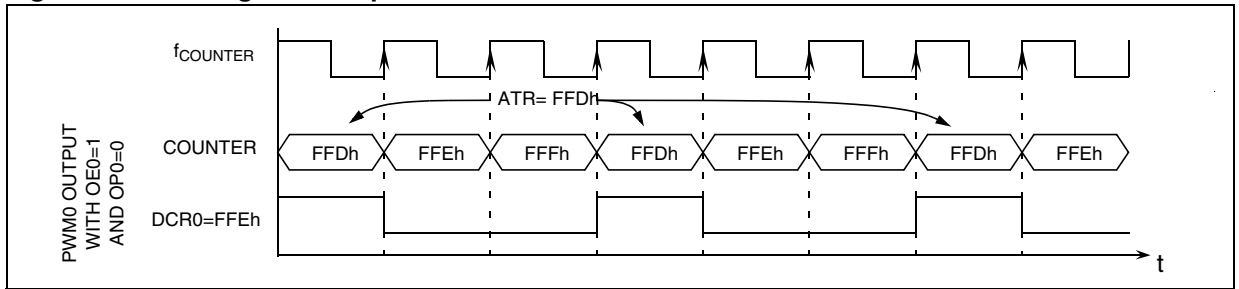 fCOUNTER
ATR= FFDh
COUNTER
FFDh FFEh FFFh FFDh FFEh FFFh FFDh FFEh
PWM0 OUTPUT
WITH OE0=1
AND OP0=0
DCR0=FFEh
t